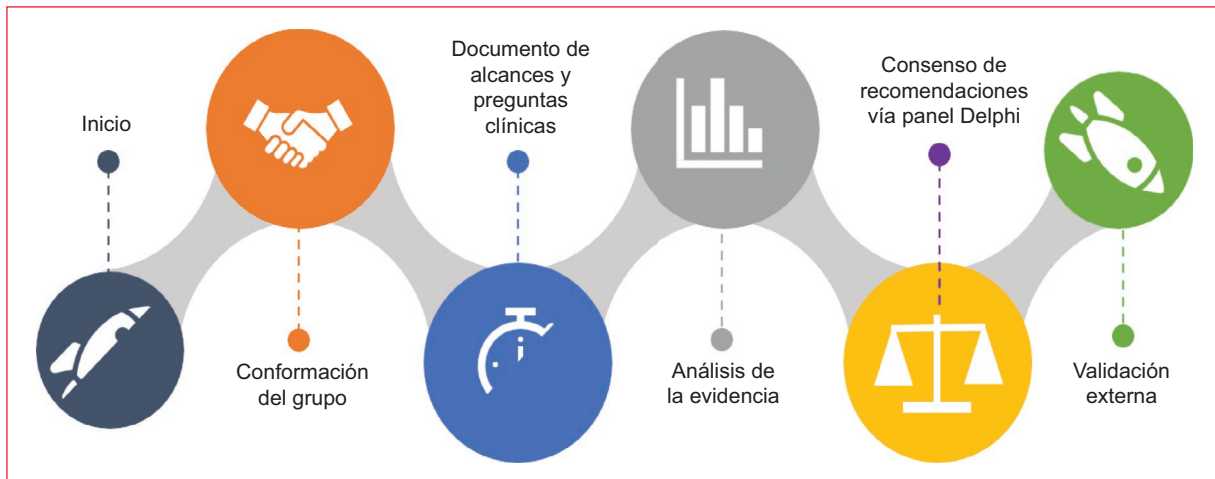 Inicio
Conformación
del grupo
Documento de
alcances y
preguntas
clínicas
Análisis de
la evidencia
Consenso de
recomendaciones
vía panel Delphi
Validación
externa